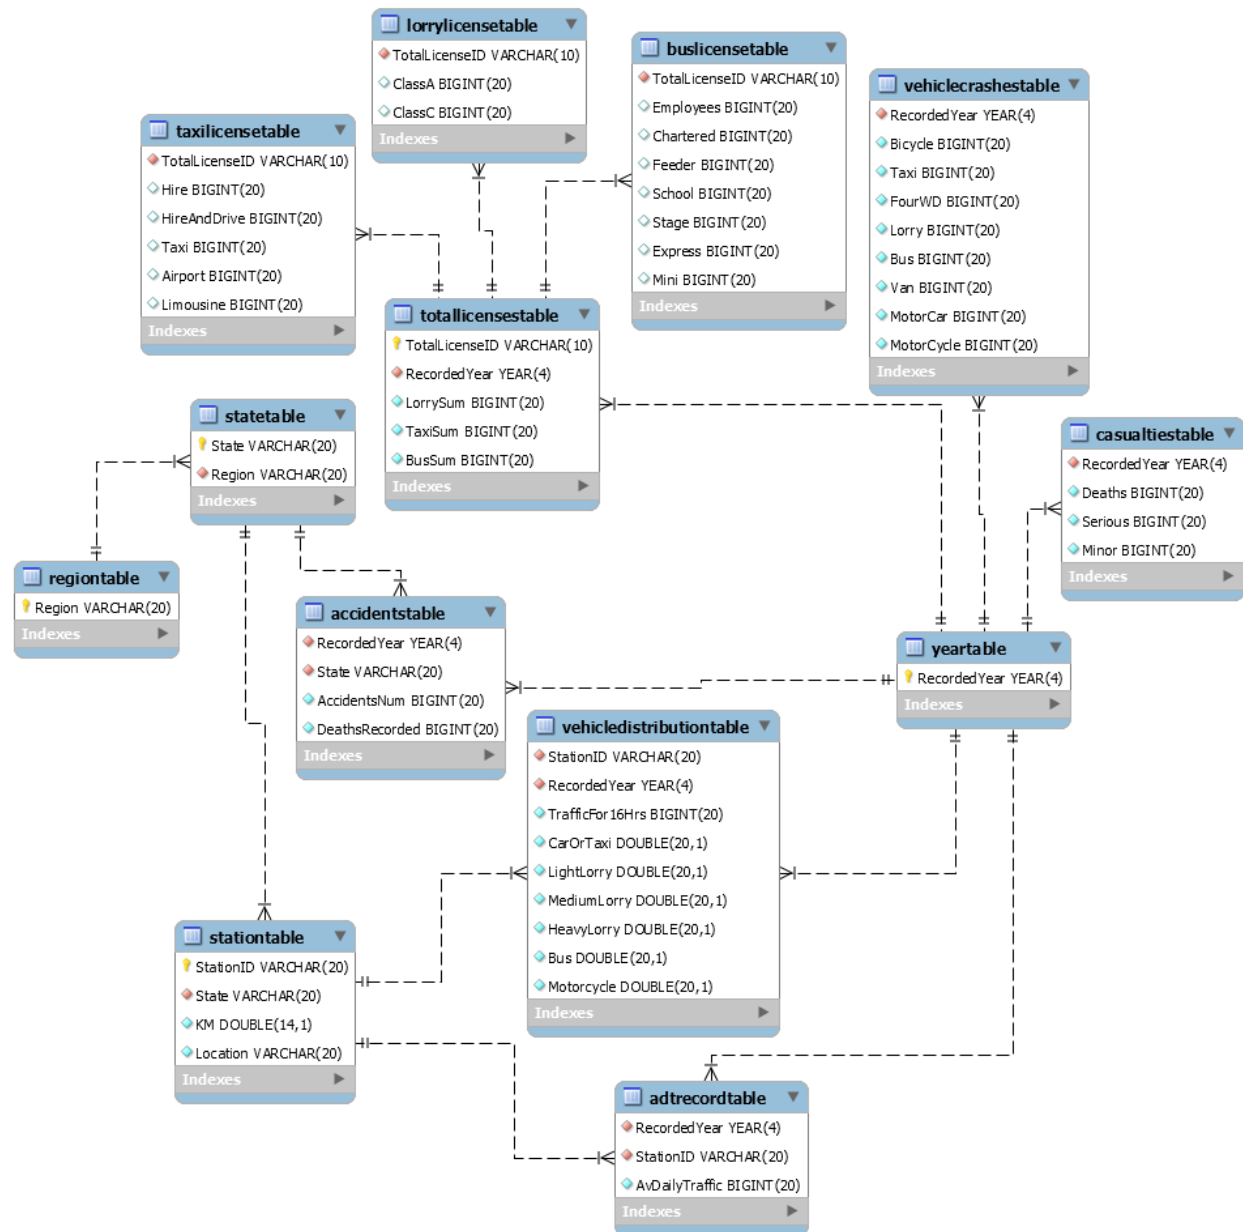 lorrylicensetable
TotalLicenseID VARCHAR(10)
ClassA BIGINT(20)
ClassC BIGINT(20)
Indexes
buslicensetable
TotalLicenseID VARCHAR(10)
Employees BIGINT(20)
Chartered BIGINT(20)
Feeder BIGINT(20)
School BIGINT(20)
Stage BIGINT(20)
Express BIGINT(20)
Mini BIGINT(20)
Indexes
vehiclecrashestable
RecordedYear YEAR(4)
Bicycle BIGINT(20)
Taxi BIGINT(20)
FourWD BIGINT(20)
Lorry BIGINT(20)
Bus BIGINT(20)
Van BIGINT(20)
MotorCar BIGINT(20)
MotorCycle BIGINT(20)
Indexes
taxilicensetable
TotalLicenseID VARCHAR(10)
Hire BIGINT(20)
HireAndDrive BIGINT(20)
Taxi BIGINT(20)
Airport BIGINT(20)
Limousine BIGINT(20)
Indexes
totallicensestable
TotalLicenseID VARCHAR(10)
RecordedYear YEAR(4)
LorrySum BIGINT(20)
TaxiSum BIGINT(20)
BusSum BIGINT(20)
Indexes
statetable
State VARCHAR(20)
Region VARCHAR(20)
Indexes
casualtiestable
RecordedYear YEAR(4)
Deaths BIGINT(20)
Serious BIGINT(20)
Minor BIGINT(20)
Indexes
regiontable
Region VARCHAR(20)
Indexes
accidentstable
RecordedYear YEAR(4)
State VARCHAR(20)
AccidentsNum BIGINT(20)
DeathsRecorded BIGINT(20)
Indexes
yeartable
RecordedYear YEAR(4)
Indexes
vehicledistributiontable
StationID VARCHAR(20)
RecordedYear YEAR(4)
TrafficFor16Hrs BIGINT(20)
CarOrTaxi DOUBLE(20,1)
LightLorry DOUBLE(20,1)
MediumLorry DOUBLE(20,1)
HeavyLorry DOUBLE(20,1)
Bus DOUBLE(20,1)
Motorcycle DOUBLE(20,1)
Indexes
stationtable
StationID VARCHAR(20)
State VARCHAR(20)
KM DOUBLE(14,1)
Location VARCHAR(20)
Indexes
adtrecordtable
RecordedYear YEAR(4)
StationID VARCHAR(20)
AvDailyTraffic BIGINT(20)
Indexes